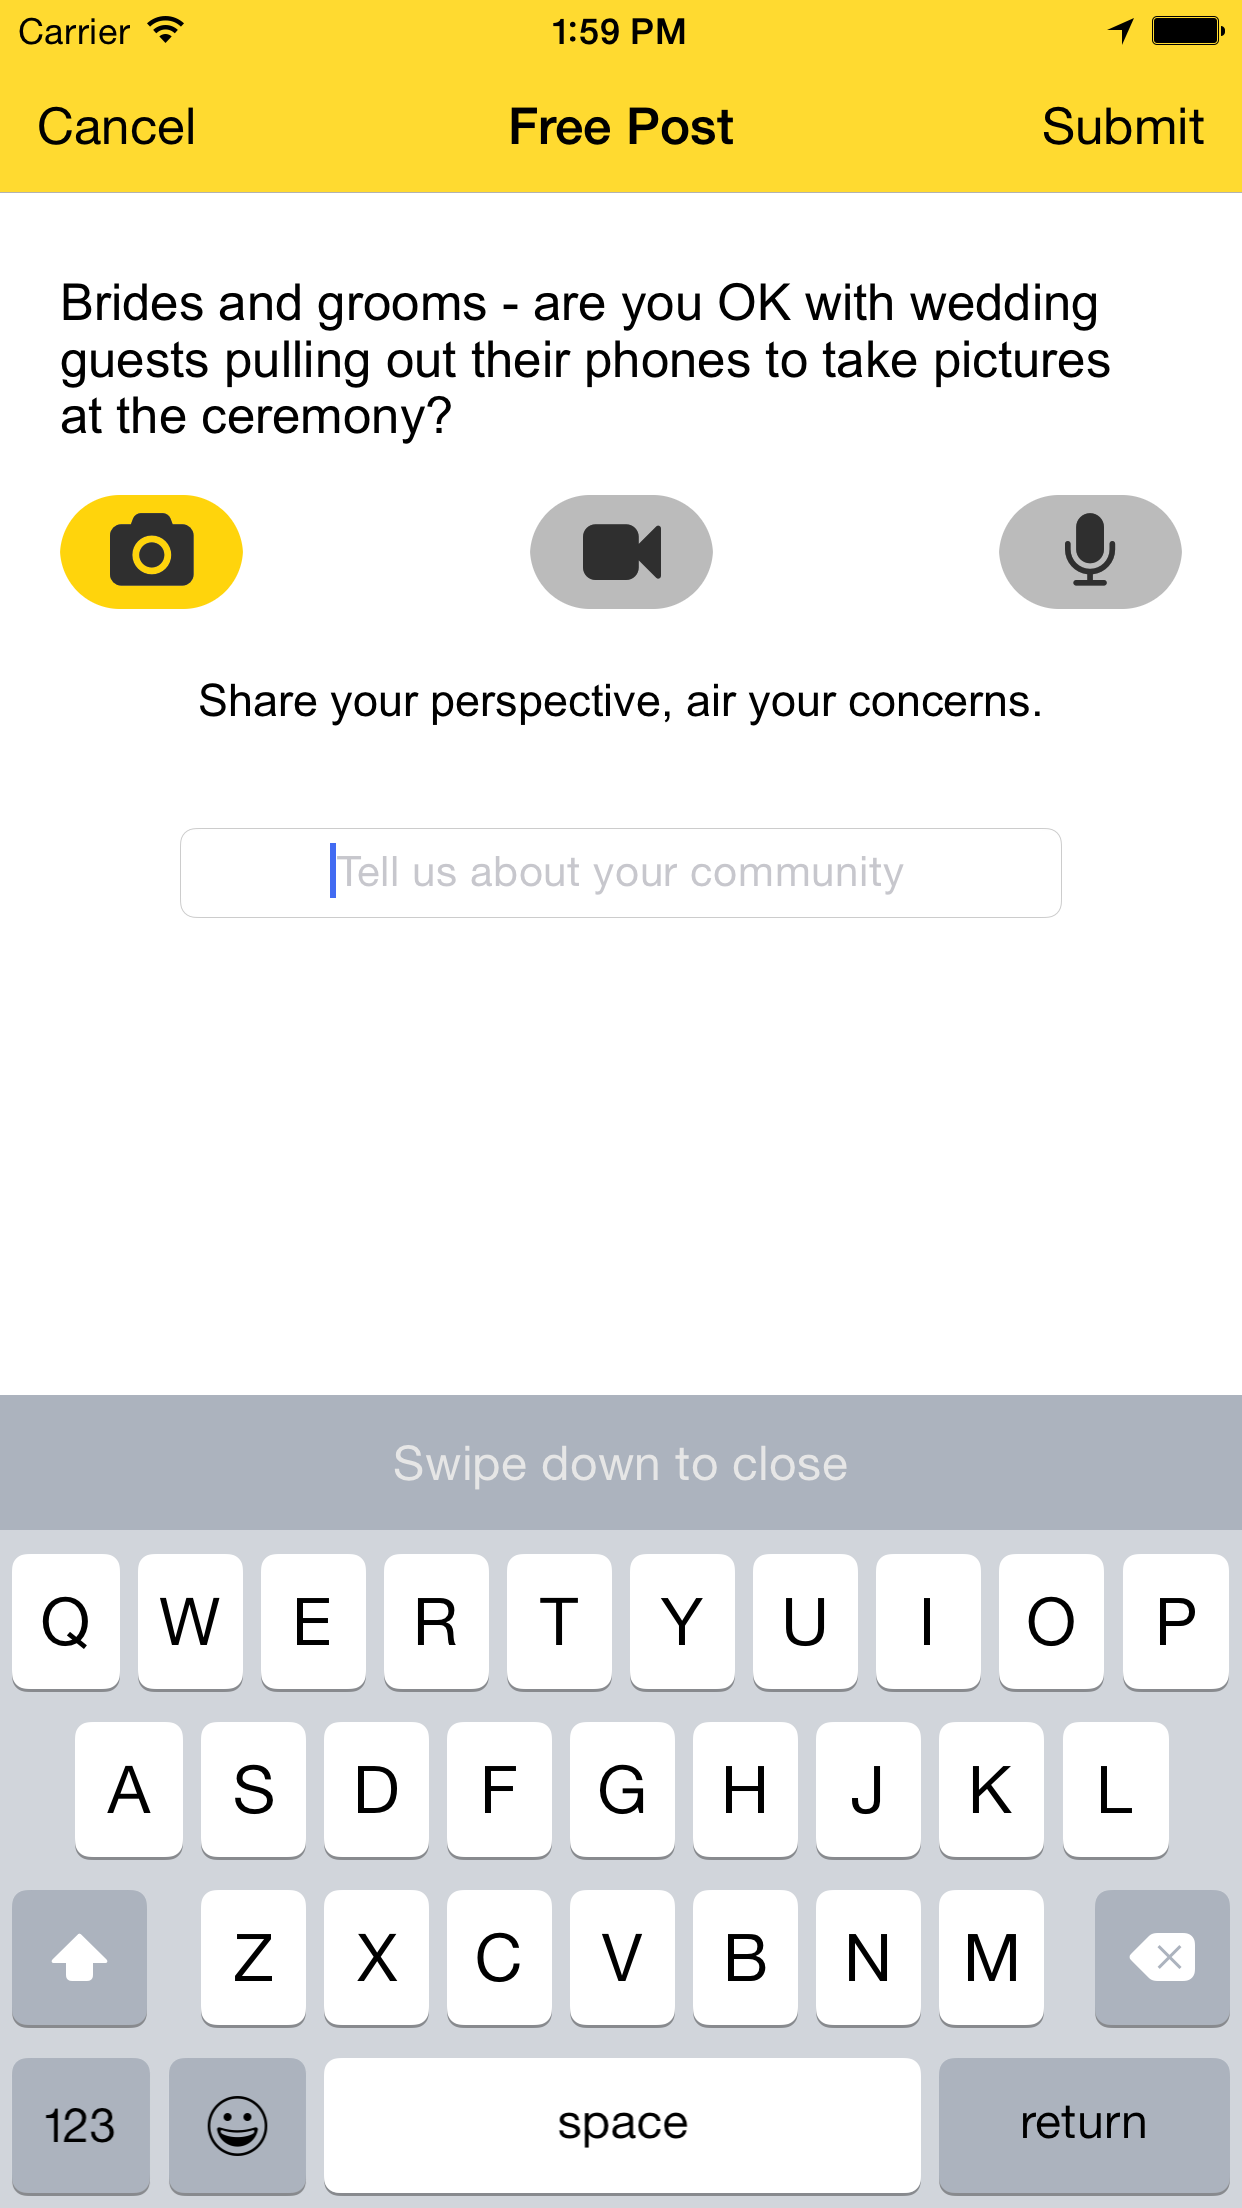 Carrier 1:59 PM
Cancel Free Post Submit
Brides and grooms - are you OK with wedding
guests pulling out their phones to take pictures
at the ceremony?
Share your perspective, air your concerns.
Tell us about your community
Swipe down to close
Q W E R T Y U I O P
A S D F G H J K L
Z X C V B N M
123 space return